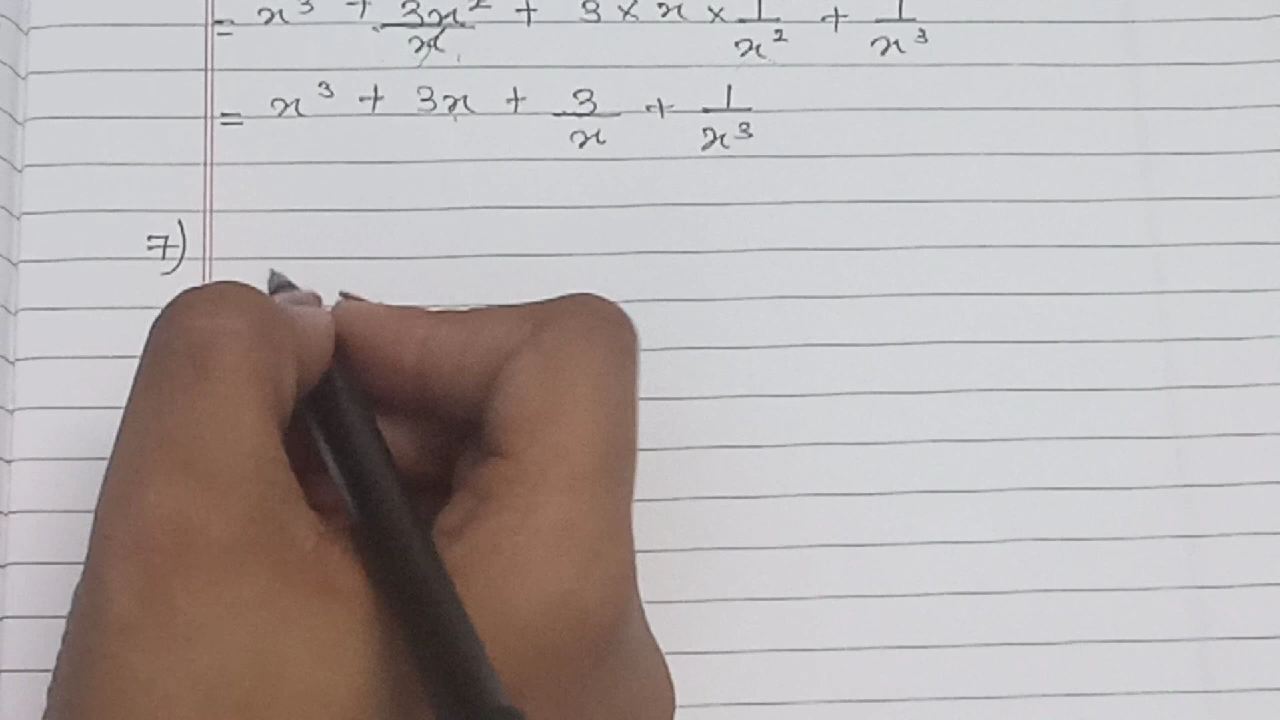 = x³ + 3x²/x + 3 × x × 1/x² + 1/x³
= x³ + 3x + 3/x + 1/x³
7)